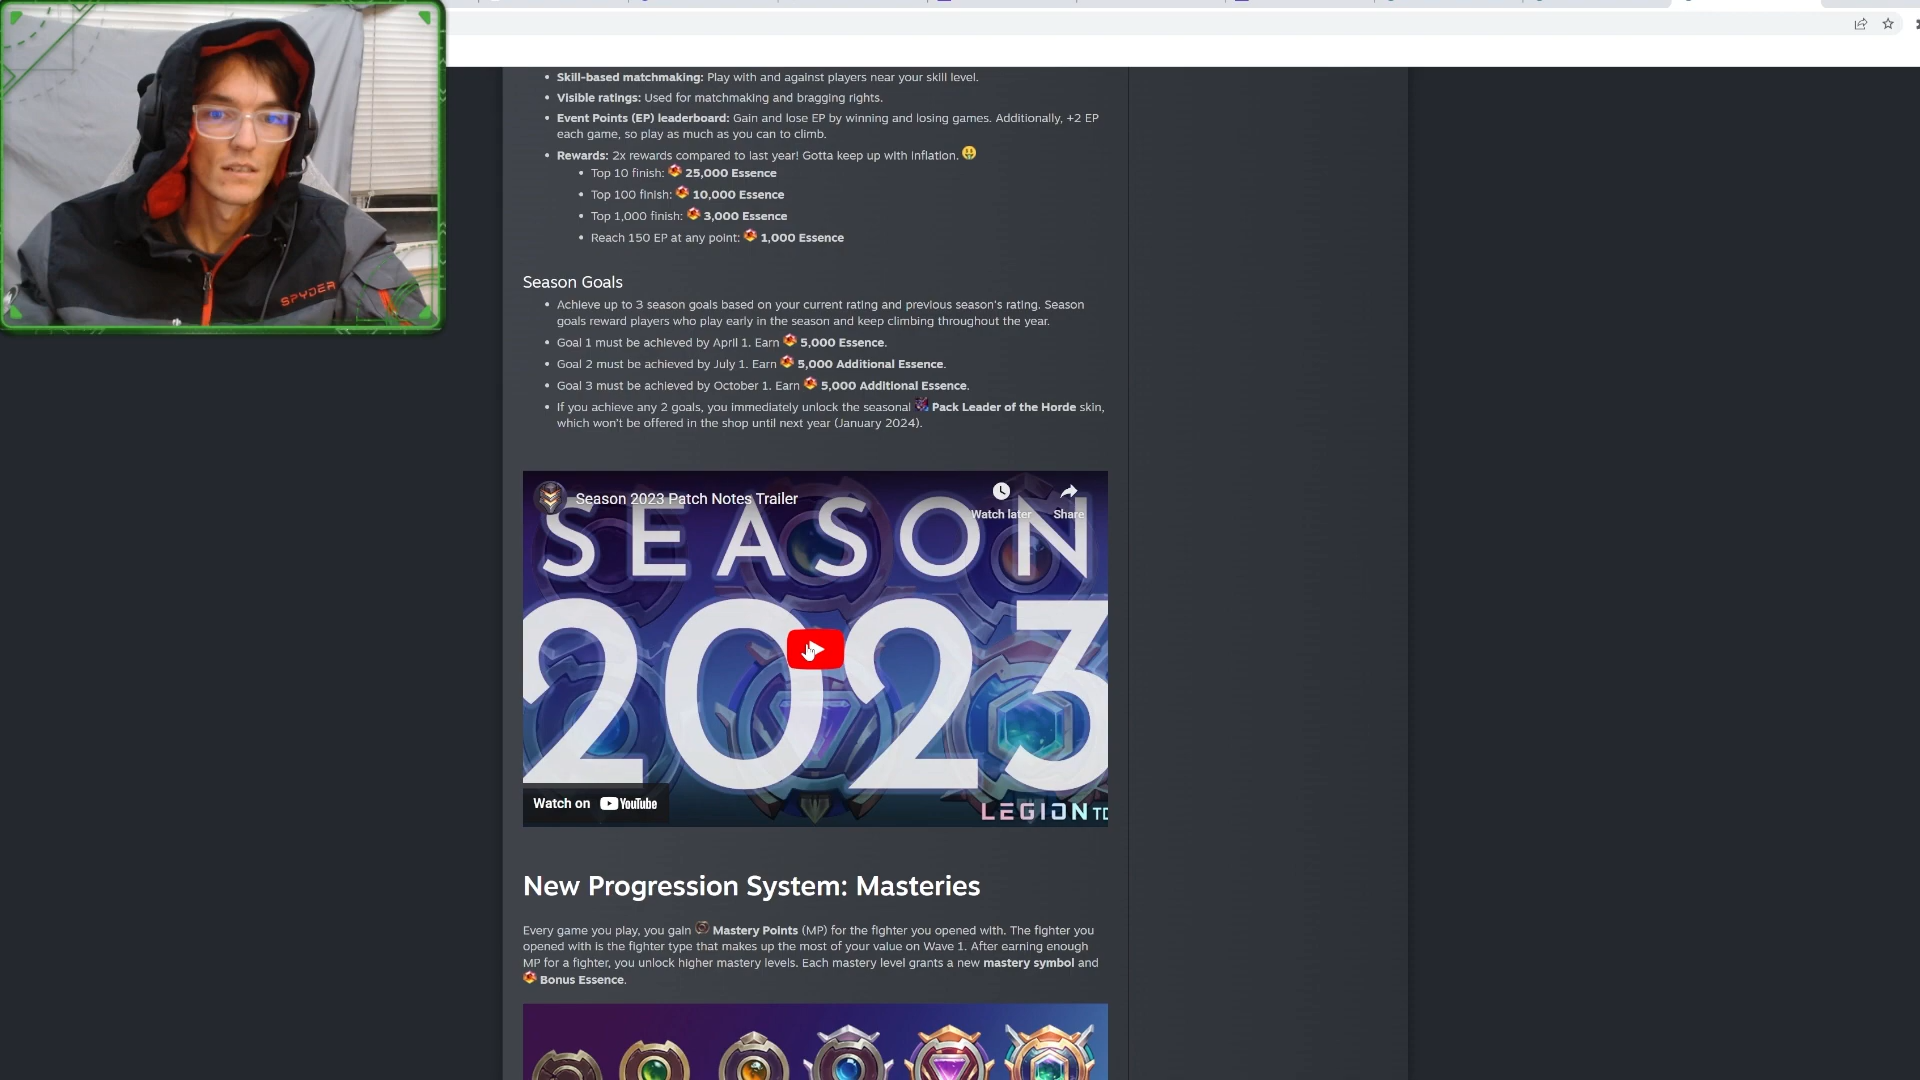 Skill-based matchmaking: Play with and against players near your skill level.
Visible ratings: Used for matchmaking and bragging rights.
Event Points (EP) leaderboard: Gain and lose EP by winning and losing games. Additionally, +2 EP
each game, so play as much as you can to climb.
Rewards: 2x rewards compared to last year! Gotta keep up with inflation. 🤑
Top 10 finish: 25,000 Essence
Top 100 finish: 10,000 Essence
Top 1,000 finish: 3,000 Essence
Reach 150 EP at any point: 1,000 Essence
SPYDER
Season Goals
Achieve up to 3 season goals based on your current rating and previous season's rating. Season
goals reward players who play early in the season and keep climbing throughout the year.
Goal 1 must be achieved by April 1. Earn 5,000 Essence.
Goal 2 must be achieved by July 1. Earn 5,000 Additional Essence.
Goal 3 must be achieved by October 1. Earn 5,000 Additional Essence.
If you achieve any 2 goals, you immediately unlock the seasonal Pack Leader of the Horde skin,
which won't be offered in the shop until next year (January 2024).
Season 2023 Patch Notes Trailer
Watch later
Share
SEASON
2023
Watch on YouTube
LEGION TD
New Progression System: Masteries
Every game you play, you gain Mastery Points (MP) for the fighter you opened with. The fighter you
opened with is the fighter type that makes up the most of your value on Wave 1. After earning enough
MP for a fighter, you unlock higher mastery levels. Each mastery level grants a new mastery symbol and
Bonus Essence.